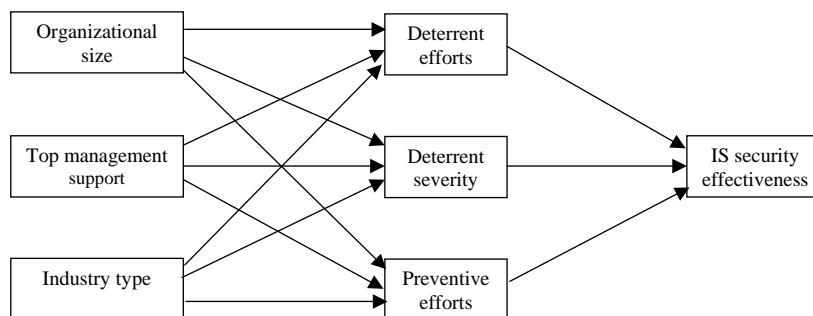 Organizational
size
Deterrent
efforts
Top management
support
Deterrent
severity
IS security
effectiveness
Industry type
Preventive
efforts